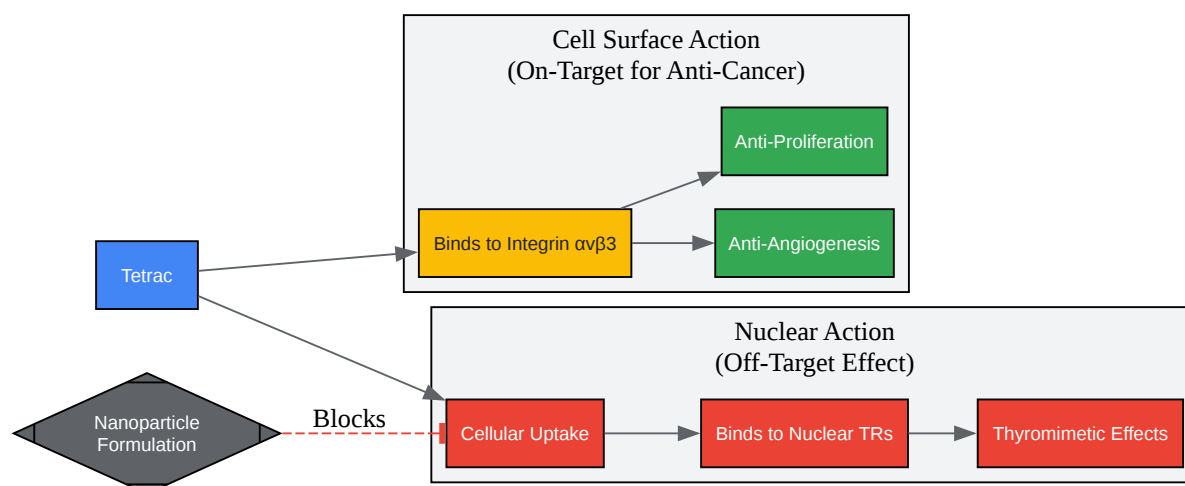 Cell Surface Action
(On-Target for Anti-Cancer)
Anti-Proliferation
Binds to Integrin αvβ3
Anti-Angiogenesis
Tetrac
Nuclear Action
(Off-Target Effect)
Nanoparticle
Formulation
Blocks
Cellular Uptake
Binds to Nuclear TRs
Thyromimetic Effects